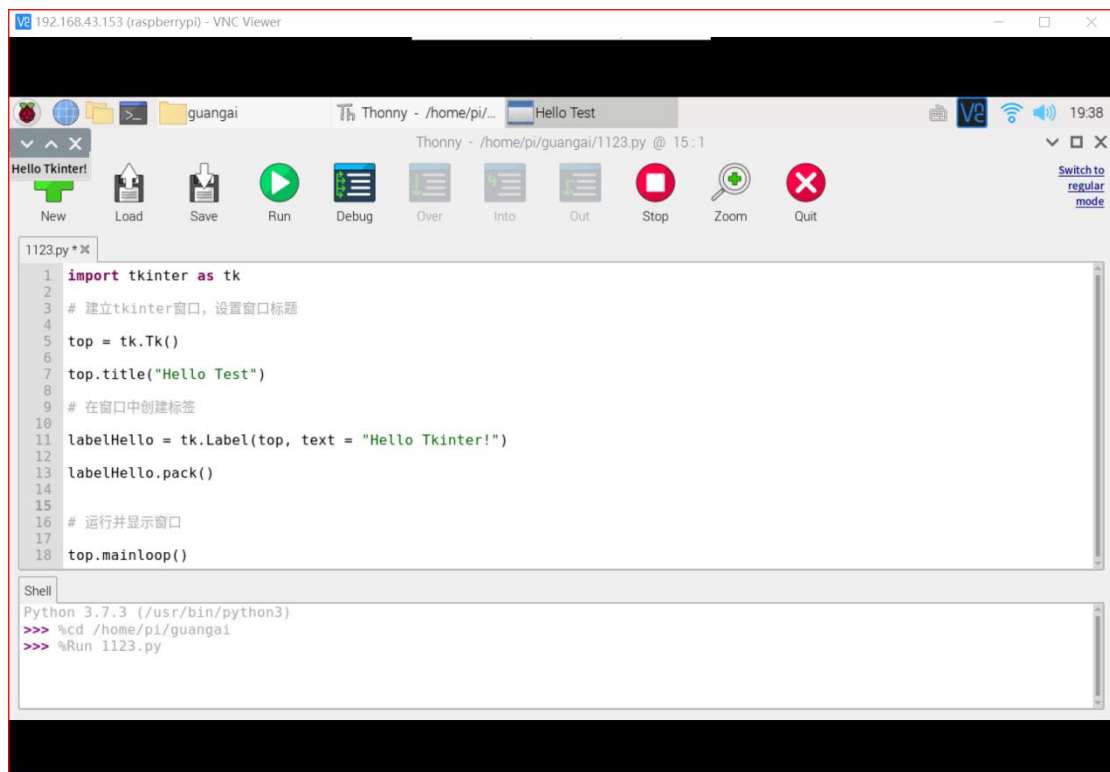 192.168.43.153 (raspberrypi) - VNC Viewer
guangai
Thonny - /home/pi/...
Hello Test
19:38
Thonny - /home/pi/guangai/1123.py @ 15:1
Hello Tkinter!
Switch to
regular
mode
New Load Save Run Debug Over Into Out Stop Zoom Quit
1123.py *
1 import tkinter as tk
2
3 # 建立tkinter窗口，设置窗口标题
4
5 top = tk.Tk()
6
7 top.title("Hello Test")
8
9 # 在窗口中创建标签
10
11 labelHello = tk.Label(top, text = "Hello Tkinter!")
12
13 labelHello.pack()
14
15
16 # 运行并显示窗口
17
18 top.mainloop()
Shell
Python 3.7.3 (/usr/bin/python3)
>>> %cd /home/pi/guangai
>>> %Run 1123.py